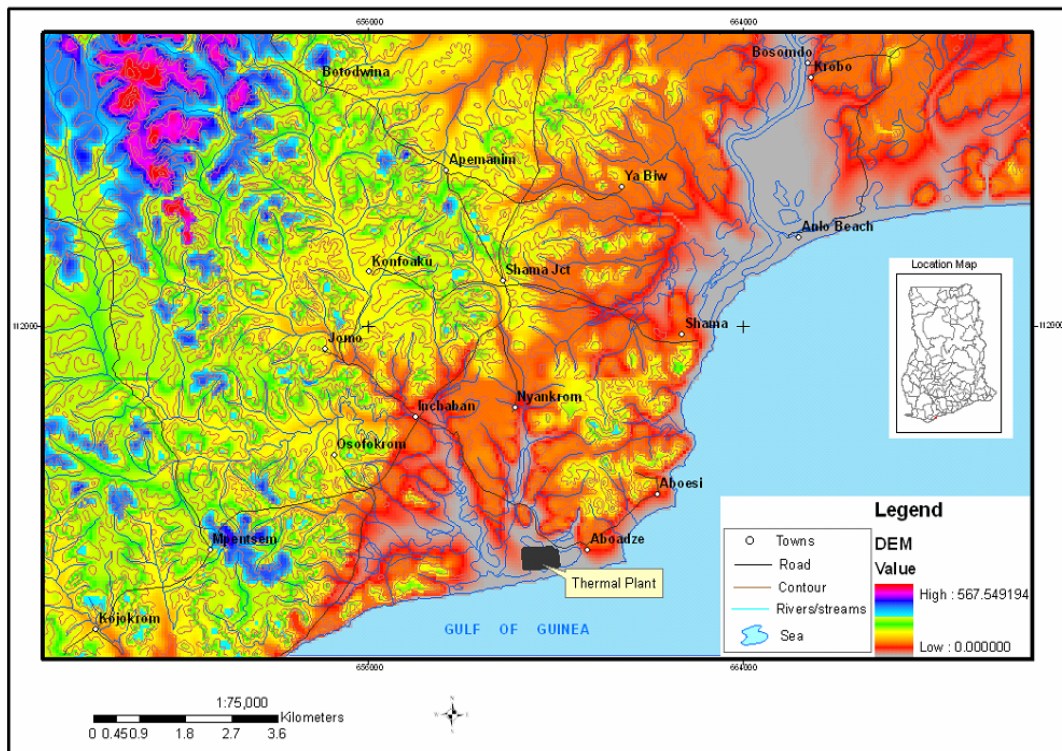 656000
664000
Bosomdo
Krobo
Botodwina
Apemanim
Ya Biw
Anlo Beach
Konfoaku
Shama Jct
Location Map
112000
Shama
Jomo
Nyankrom
Inchaban
Osofokrom
Aboesi
Mpentsem
Aboadze
Thermal Plant
Kojokrom
GULF OF GUINEA
Legend
Towns
Road
Contour
Rivers/streams
Sea
DEM
Value
High : 567.549194
Low : 0.000000
656000
664000
1:75,000
Kilometers
0 0.45 0.9 1.8 2.7 3.6